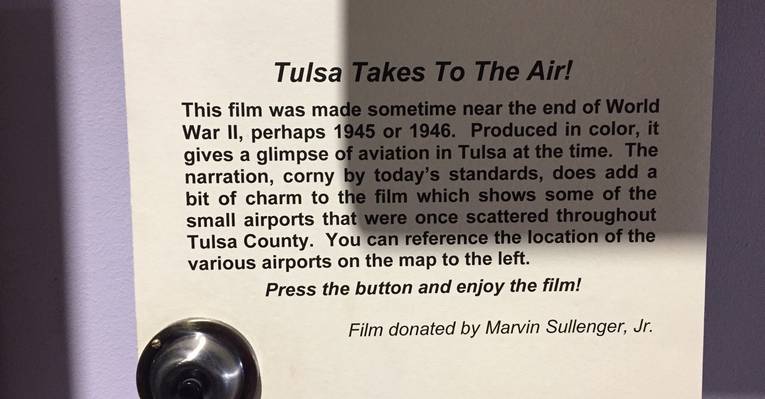 Tulsa Takes To The Air!
This film was made sometime near the end of World
War II, perhaps 1945 or 1946.  Produced in color, it
gives a glimpse of aviation in Tulsa at the time.  The
narration, corny by today's standards, does add a
bit of charm to the film which shows some of the
small airports that were once scattered throughout
Tulsa County.  You can reference the location of the
various airports on the map to the left.
Press the button and enjoy the film!
Film donated by Marvin Sullenger, Jr.